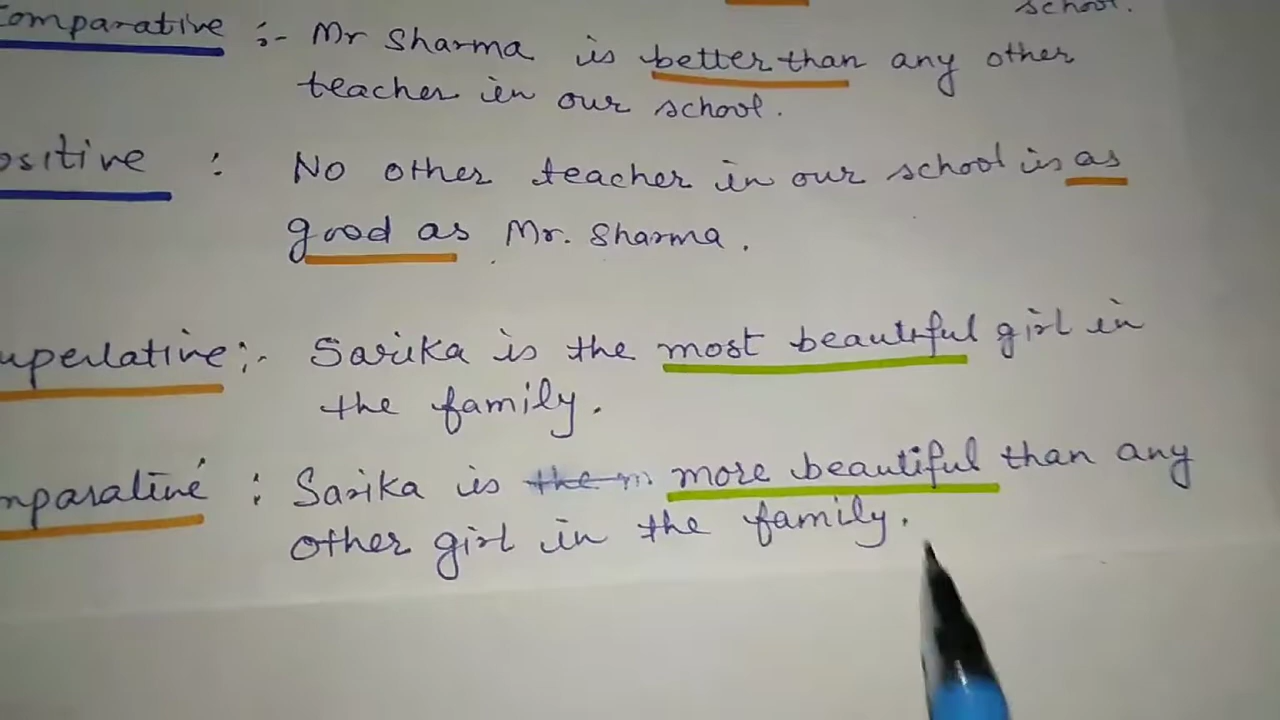 school.
omparative :- Mr Sharma is better than any other
teacher in our school.
ositive : No other teacher in our school is as
good as Mr. Sharma.
uperlative :- Sarika is the most beautiful girl in
the family.
mparative : Sarika is the m more beautiful than any
other girl in the family.